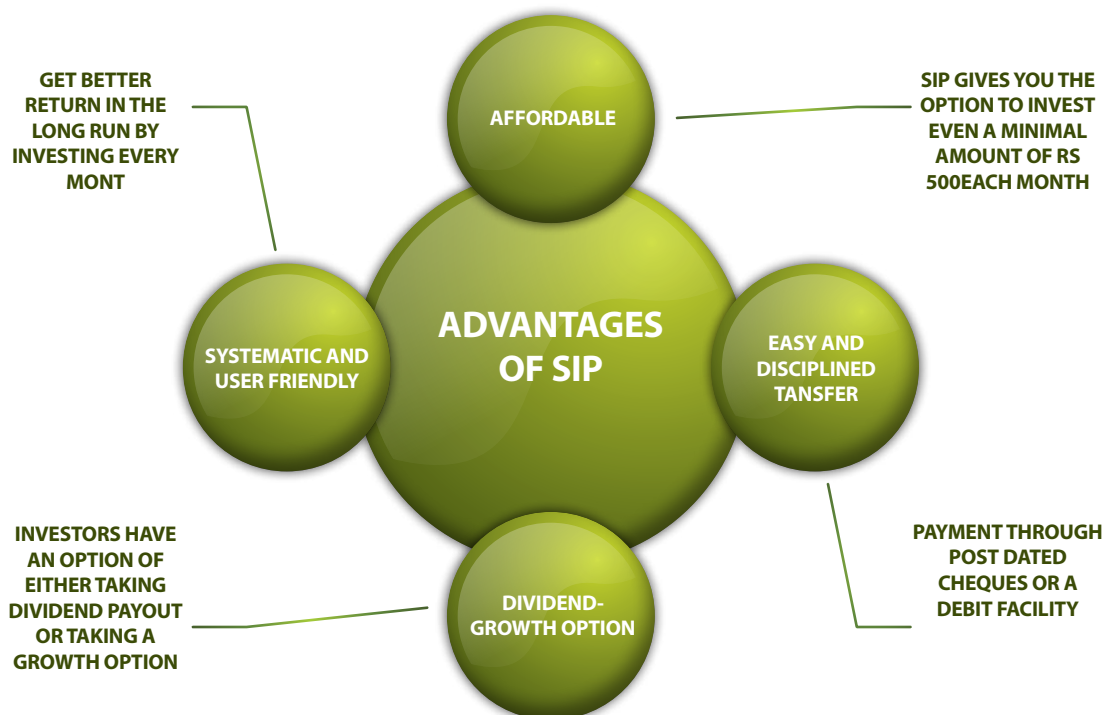 GET BETTER
RETURN IN THE
LONG RUN BY
INVESTING EVERY
MONT
AFFORDABLE
SIP GIVES YOU THE
OPTION TO INVEST
EVEN A MINIMAL
AMOUNT OF RS
500EACH MONTH
SYSTEMATIC AND
USER FRIENDLY
ADVANTAGES
OF SIP
EASY AND
DISCIPLINED
TANSFER
INVESTORS HAVE
AN OPTION OF
EITHER TAKING
DIVIDEND PAYOUT
OR TAKING A
GROWTH OPTION
DIVIDEND-
GROWTH OPTION
PAYMENT THROUGH
POST DATED
CHEQUES OR A
DEBIT FACILITY